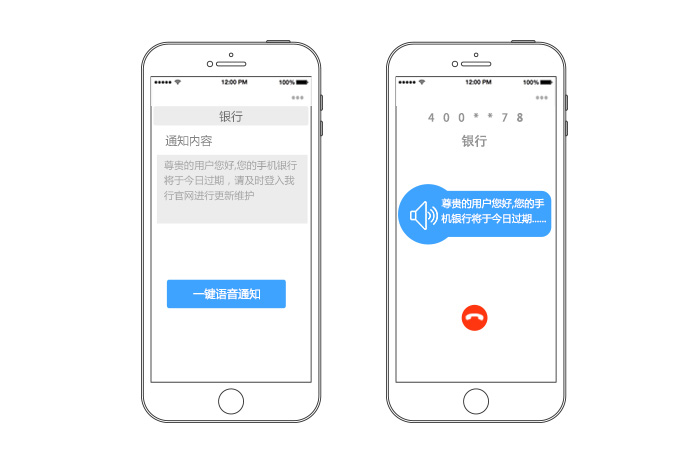 12:00 PM
100%
银行
通知内容
尊贵的用户您好,您的手机银行
将于今日过期，请及时登入我
行官网进行更新维护
一键语音通知
12:00 PM
100%
4 0 0 * * 7 8
银行
尊贵的用户您好,您的手
机银行将于今日过期......